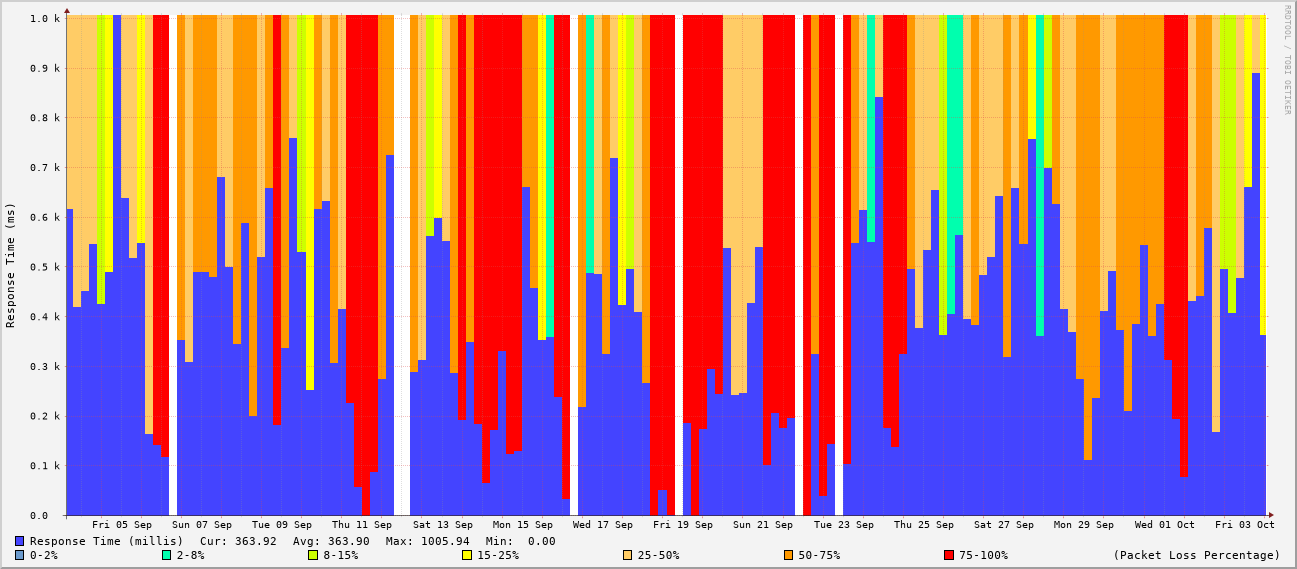 RRDTOOL / TOBI OETIKER
Response Time (ms)
1.0 k
0.9 k
0.8 k
0.7 k
0.6 k
0.5 k
0.4 k
0.3 k
0.2 k
0.1 k
0.0
Fri 05 Sep Sun 07 Sep Tue 09 Sep Thu 11 Sep Sat 13 Sep Mon 15 Sep Wed 17 Sep Fri 19 Sep Sun 21 Sep Tue 23 Sep Thu 25 Sep Sat 27 Sep Mon 29 Sep Wed 01 Oct Fri 03 Oct
Response Time (millis) Cur: 363.92 Avg: 363.90 Max: 1005.94 Min: 0.00
0-2% 2-8% 8-15% 15-25% 25-50% 50-75% 75-100% (Packet Loss Percentage)